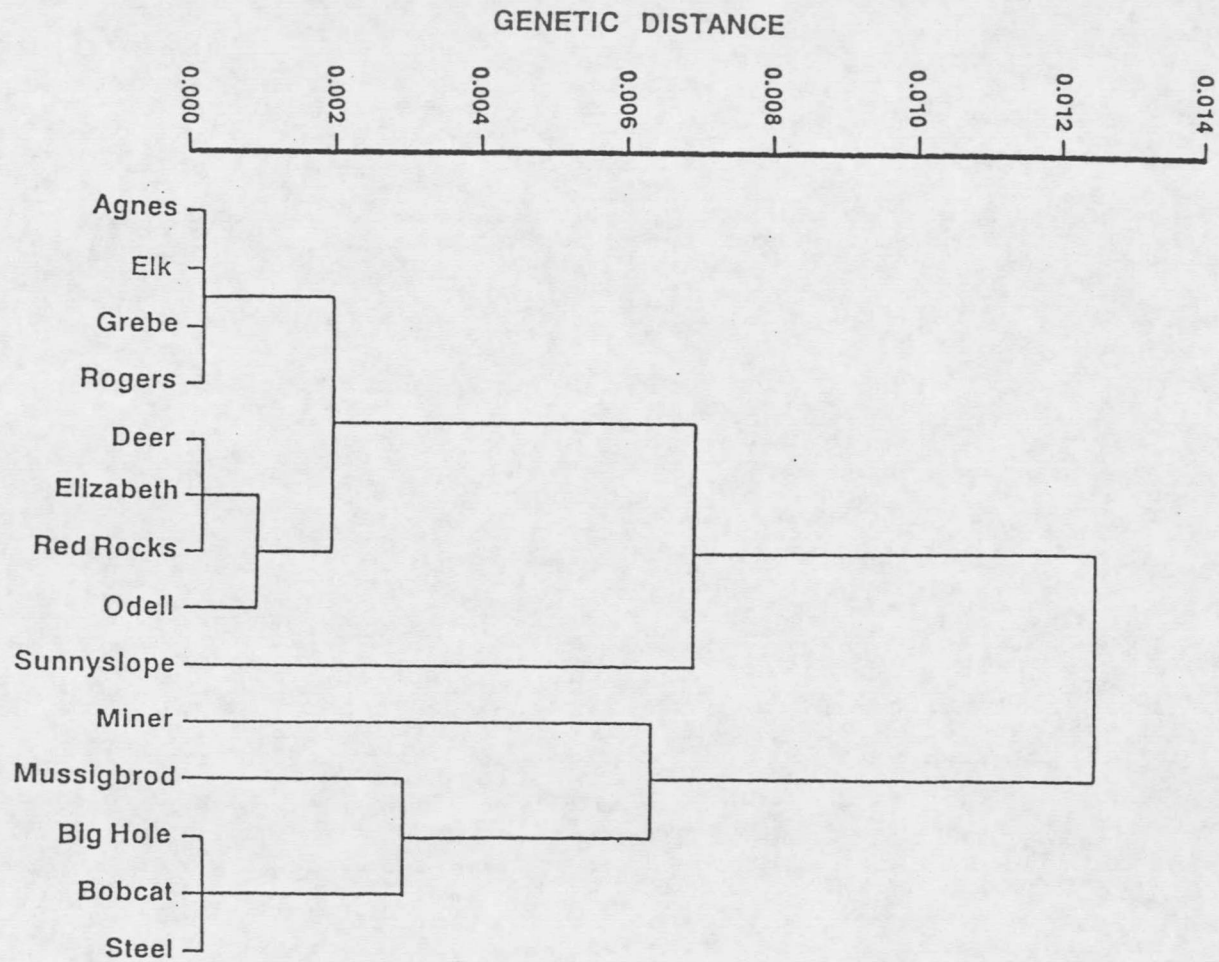 GENETIC DISTANCE
0.000 0.002 0.004 0.006 0.008 0.010 0.012 0.014
Agnes
Elk
Grebe
Rogers
Deer
Elizabeth
Red Rocks
Odell
Sunnyslope
Miner
Mussigbrod
Big Hole
Bobcat
Steel